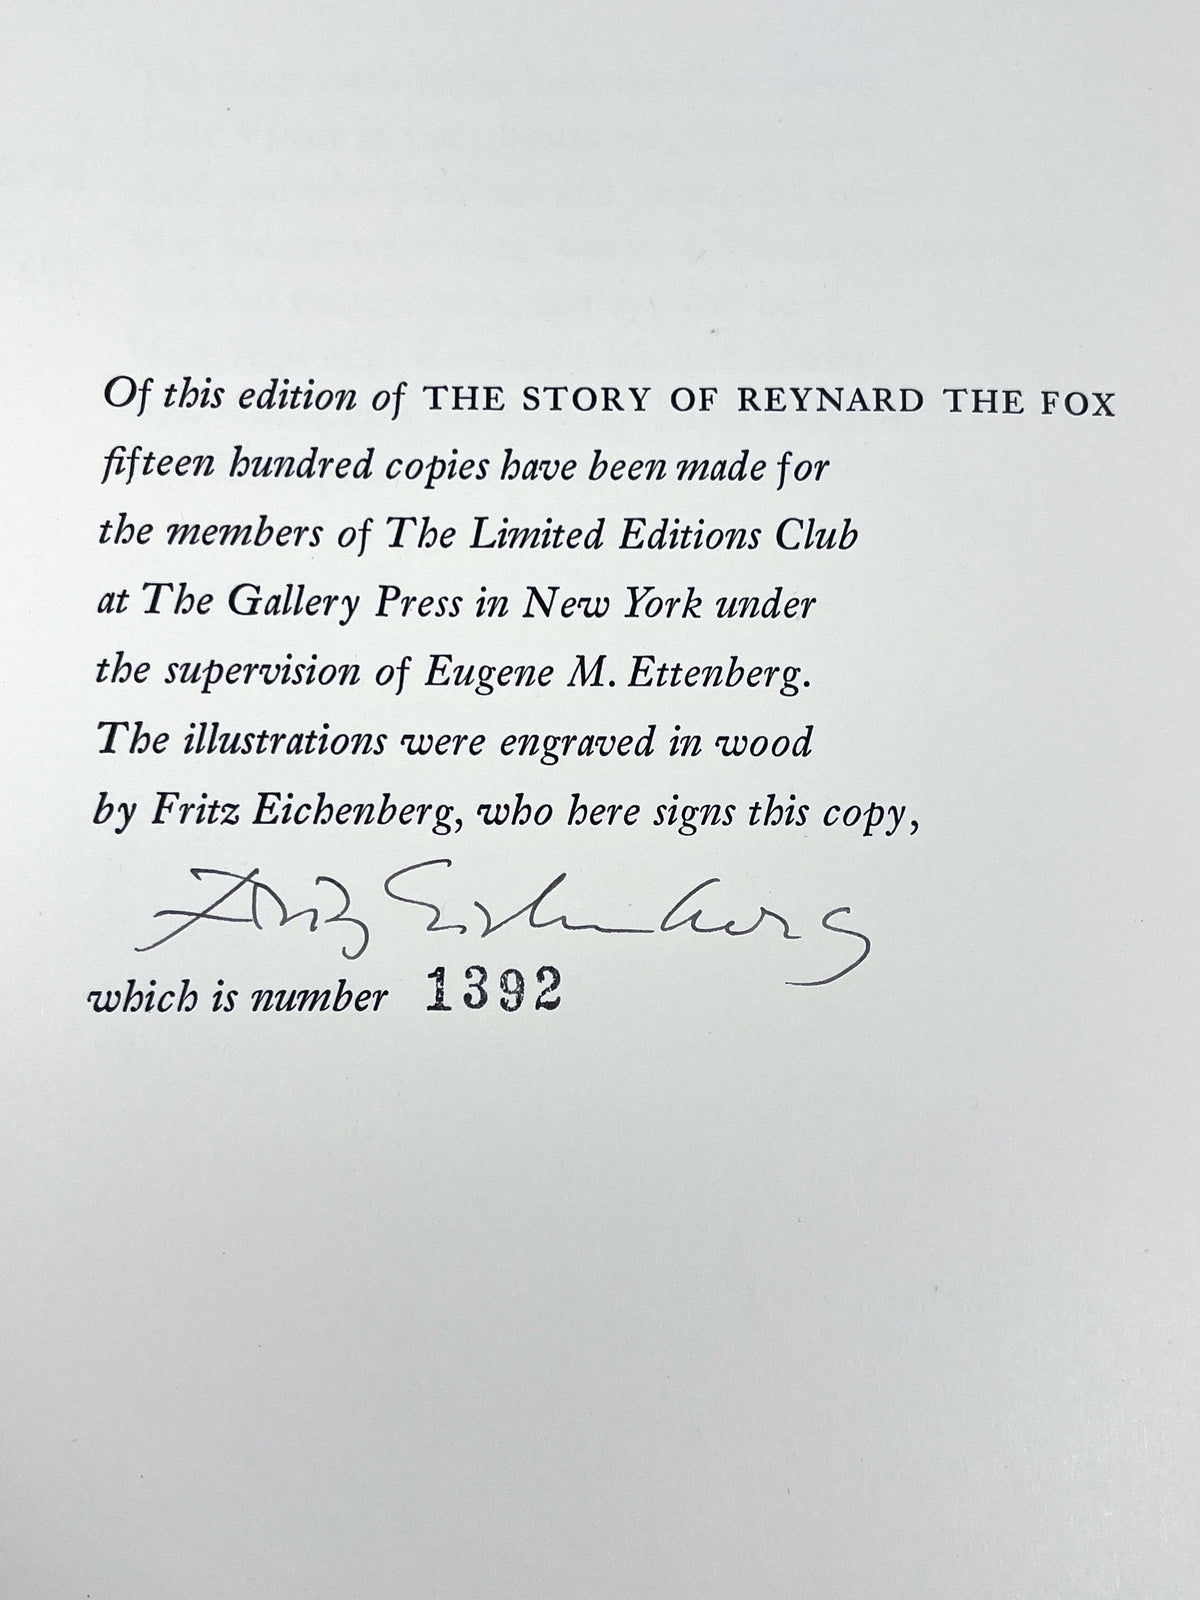 Of this edition of THE STORY OF REYNARD THE FOX
fifteen hundred copies have been made for
the members of The Limited Editions Club
at The Gallery Press in New York under
the supervision of Eugene M. Ettenberg.
The illustrations were engraved in wood
by Fritz Eichenberg, who here signs this copy,
Fritz Eichenberg
which is number 1392